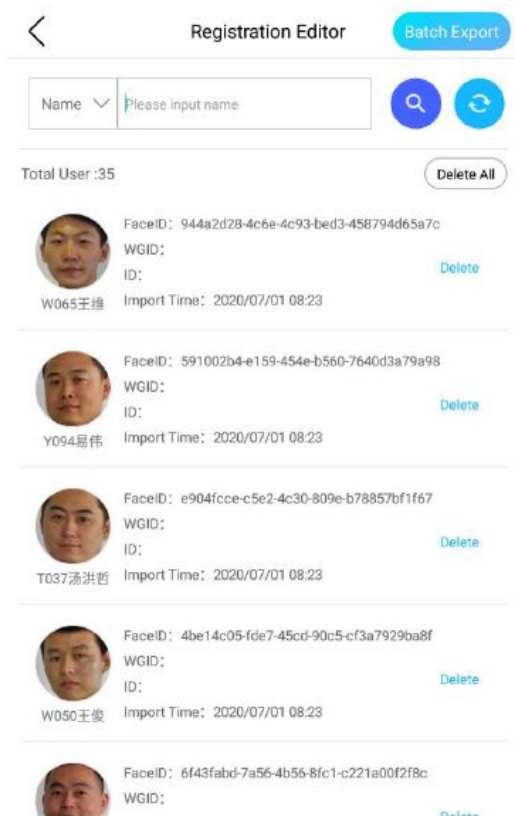 Registration Editor
Batch Export
Name
Please input name
Total User :35
Delete All
FaceID: 944a2d28-4c6e-4c93-bed3-458794d65a7c
WGID:
ID:
Delete
W065王维
Import Time: 2020/07/01 08:23
FaceID: 591002b4-e159-454e-b560-7640d3a79a98
WGID:
ID:
Delete
Y094易伟
Import Time: 2020/07/01 08:23
FaceID: e904fcce-c5e2-4c30-809e-b78857bf1f67
WGID:
ID:
Delete
T037汤洪哲
Import Time: 2020/07/01 08:23
FaceID: 4be14c05-fde7-45cd-90c5-cf3a7929ba8f
WGID:
ID:
Delete
W050王俊
Import Time: 2020/07/01 08:23
FaceID: 6f43fabd-7a56-4b56-8fc1-c221a00f2f8c
WGID:
Delete